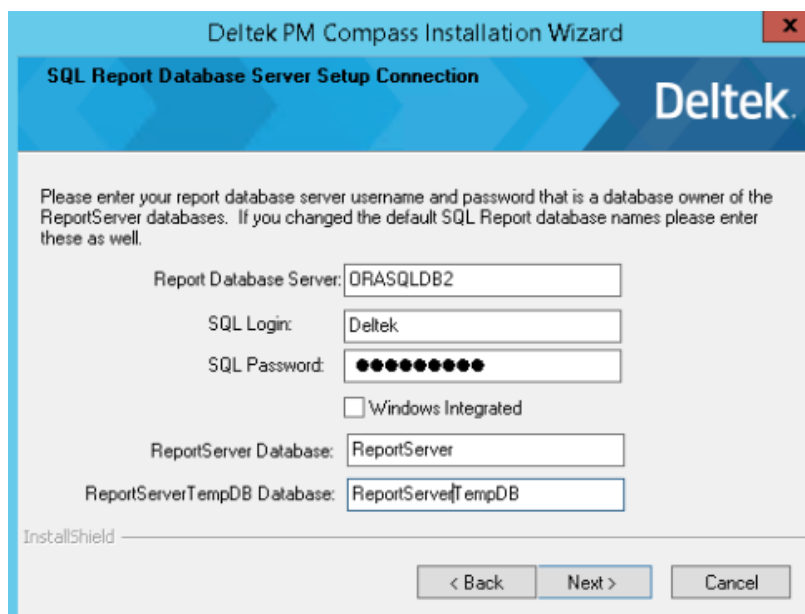 Deltek PM Compass Installation Wizard
x
SQL Report Database Server Setup Connection
Deltek.
Please enter your report database server username and password that is a database owner of the
ReportServer databases. If you changed the default SQL Report database names please enter
these as well.
Report Database Server: ORASQLDB2
SQL Login: Deltek
SQL Password: ●●●●●●●●●
Windows Integrated
ReportServer Database: ReportServer
ReportServerTempDB Database: ReportServerTempDB
InstallShield
< Back Next > Cancel